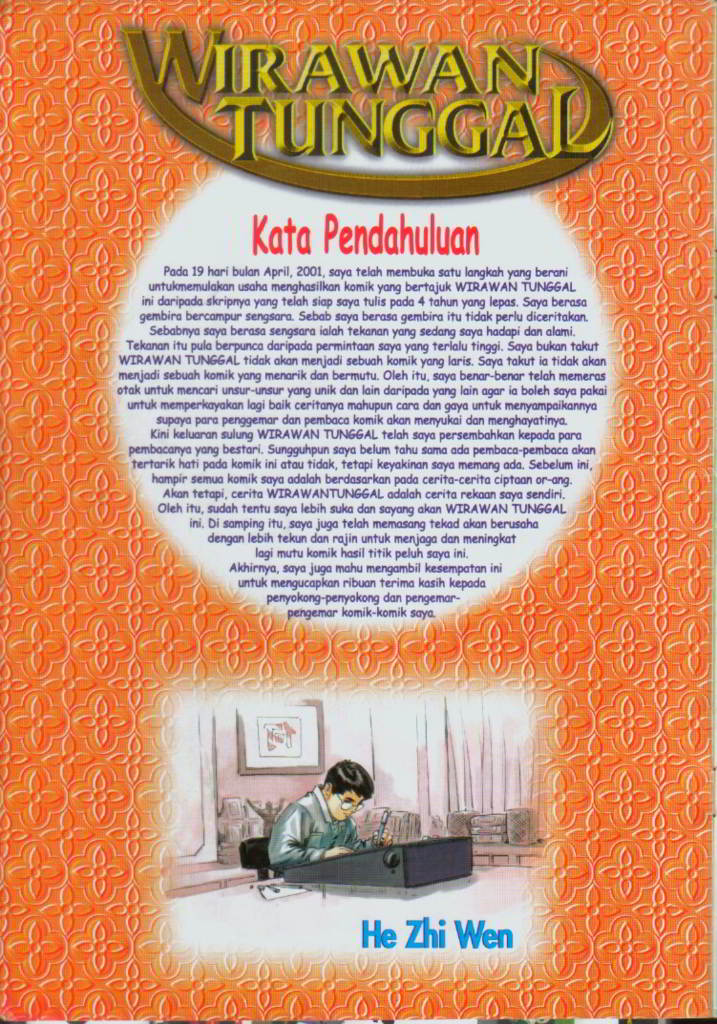 WIRAWAN
TUNGGAL
Kata Pendahuluan
Pada 19 hari bulan April, 2001, saya telah membuka satu langkah yang berani
untukmemulakan usaha menghasilkan komik yang bertajuk WIRAWAN TUNGGAL
ini daripada skripnya yang telah siap saya tulis pada 4 tahun yang lepas. Saya berasa
gembira bercampur sengsara. Sebab saya berasa gembira itu tidak perlu diceritakan.
Sebabnya saya berasa sengsara ialah tekanan yang sedang saya hadapi dan alami.
Tekanan itu pula berpunca daripada permintaan saya yang terlalu tinggi. Saya bukan takut
WIRAWAN TUNGGAL tidak akan menjadi sebuah komik yang laris. Saya takut ia tidak akan
menjadi sebuah komik yang menarik dan bermutu. Oleh itu, saya benar-benar telah memeras
otak untuk mencari unsur-unsur yang unik dan lain daripada yang lain agar ia boleh saya pakai
untuk memperkayakan lagi baik ceritanya mahupun cara dan gaya untuk menyampaikannya
supaya para penggemar dan pembaca komik akan menyukai dan menghayatinya.
Kini keluaran sulung WIRAWAN TUNGGAL telah saya persembahkan kepada para
pembacanya yang bestari. Sungguhpun saya belum tahu sama ada pembaca-pembaca akan
tertarik hati pada komik ini atau tidak, tetapi keyakinan saya memang ada. Sebelum ini,
hampir semua komik saya adalah berdasarkan pada cerita-cerita ciptaan or-ang.
Akan tetapi, cerita WIRAWANTUNGGAL adalah cerita rekaan saya sendiri.
Oleh itu, sudah tentu saya lebih suka dan sayang akan WIRAWAN TUNGGAL
ini. Di samping itu, saya juga telah memasang tekad akan berusaha
dengan lebih tekun dan rajin untuk menjaga dan meningkat
lagi mutu komik hasil titik peluh saya ini.
Akhirnya, saya juga mahu mengambil kesempatan ini
untuk mengucapkan ribuan terima kasih kepada
penyokong-penyokong dan pengemar-
pengemar komik-komik saya.
He Zhi Wen